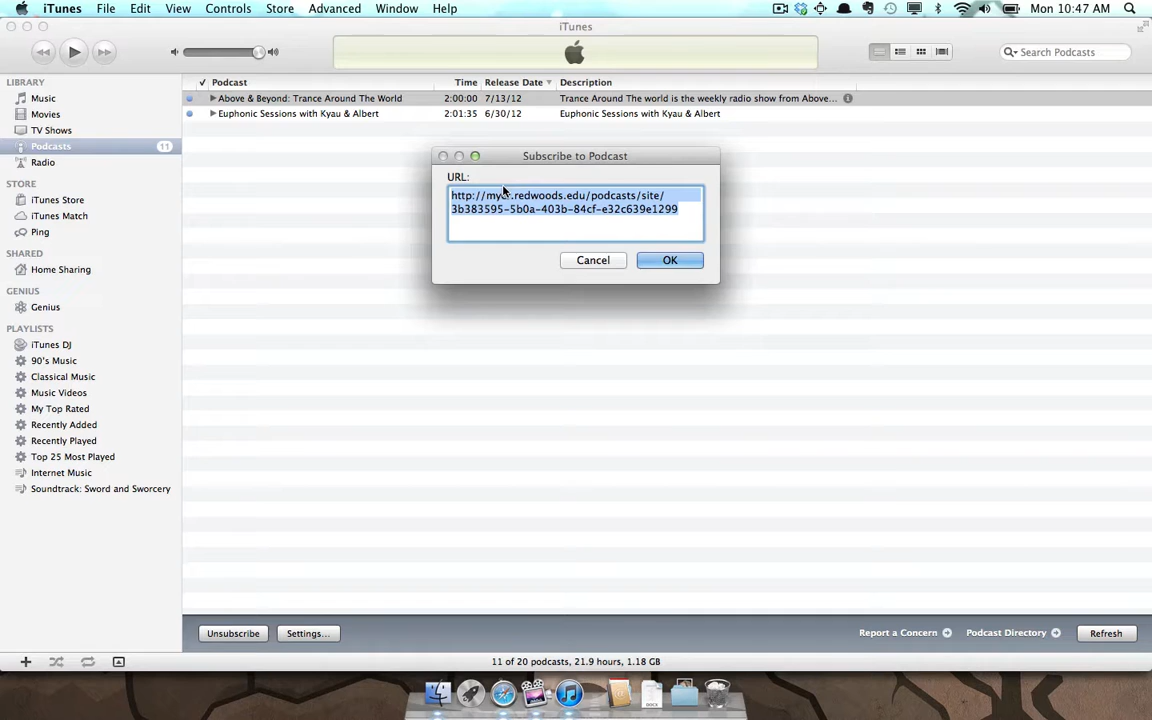 iTunes File Edit View Controls Store Advanced Window Help Mon 10:47 AM
iTunes
Search Podcasts
LIBRARY
Music
Movies
TV Shows
Podcasts 11
Radio
STORE
iTunes Store
iTunes Match
Ping
SHARED
Home Sharing
GENIUS
Genius
PLAYLISTS
iTunes DJ
90's Music
Classical Music
Music Videos
My Top Rated
Recently Added
Recently Played
Top 25 Most Played
Internet Music
Soundtrack: Sword and Sworcery
Podcast Time Release Date Description
Above & Beyond: Trance Around The World 2:00:00 7/13/12 Trance Around The world is the weekly radio show from Above...
Euphonic Sessions with Kyau & Albert 2:01:35 6/30/12 Euphonic Sessions with Kyau & Albert
Subscribe to Podcast
URL:
.redwoods.edu/podcasts/site/
3b383595-5b0a-403b-84cf-e32c639e1299
Cancel OK
Unsubscribe Settings... Report a Concern Podcast Directory Refresh
11 of 20 podcasts, 21.9 hours, 1.18 GB